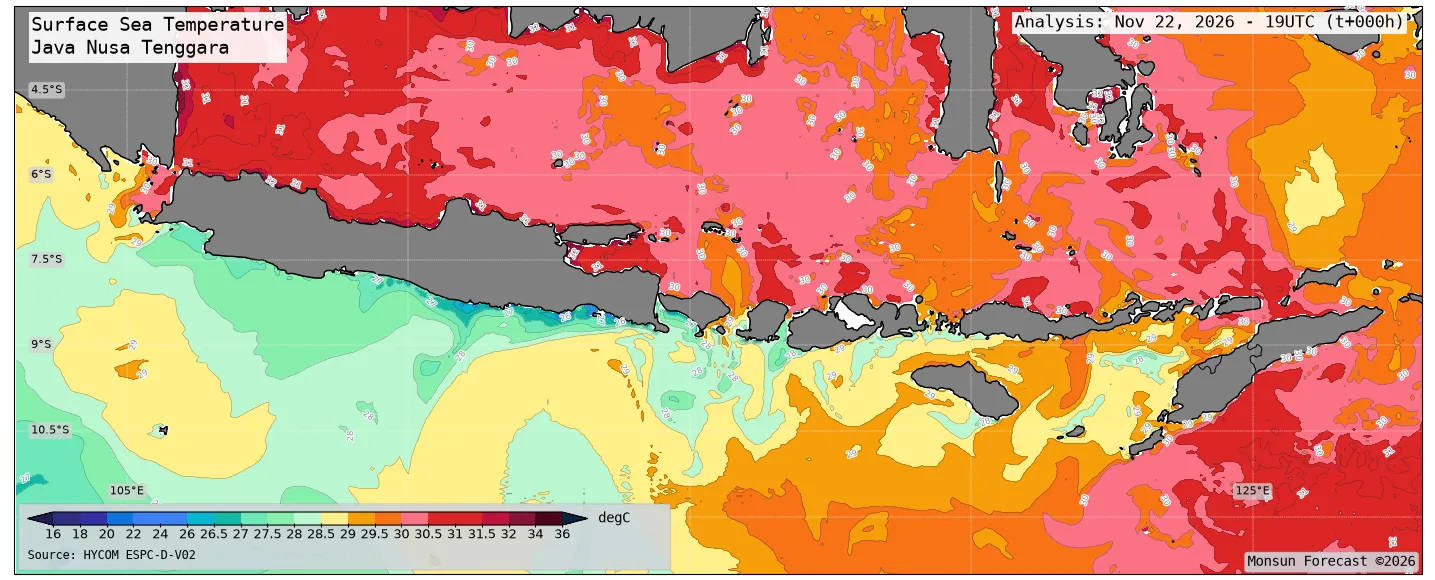 Surface Sea Temperature
Java Nusa Tenggara
Analysis: Nov 22, 2026 - 19UTC (t+000h)
4.5°S
6°S
7.5°S
9°S
10.5°S
105°E
125°E
degC
16 18 20 22 24 26 26.5 27 27.5 28 28.5 29 29.5 30 30.5 31 31.5 32 34 36
Source: HYCOM ESPC-D-V02
Monsun Forecast ©2026